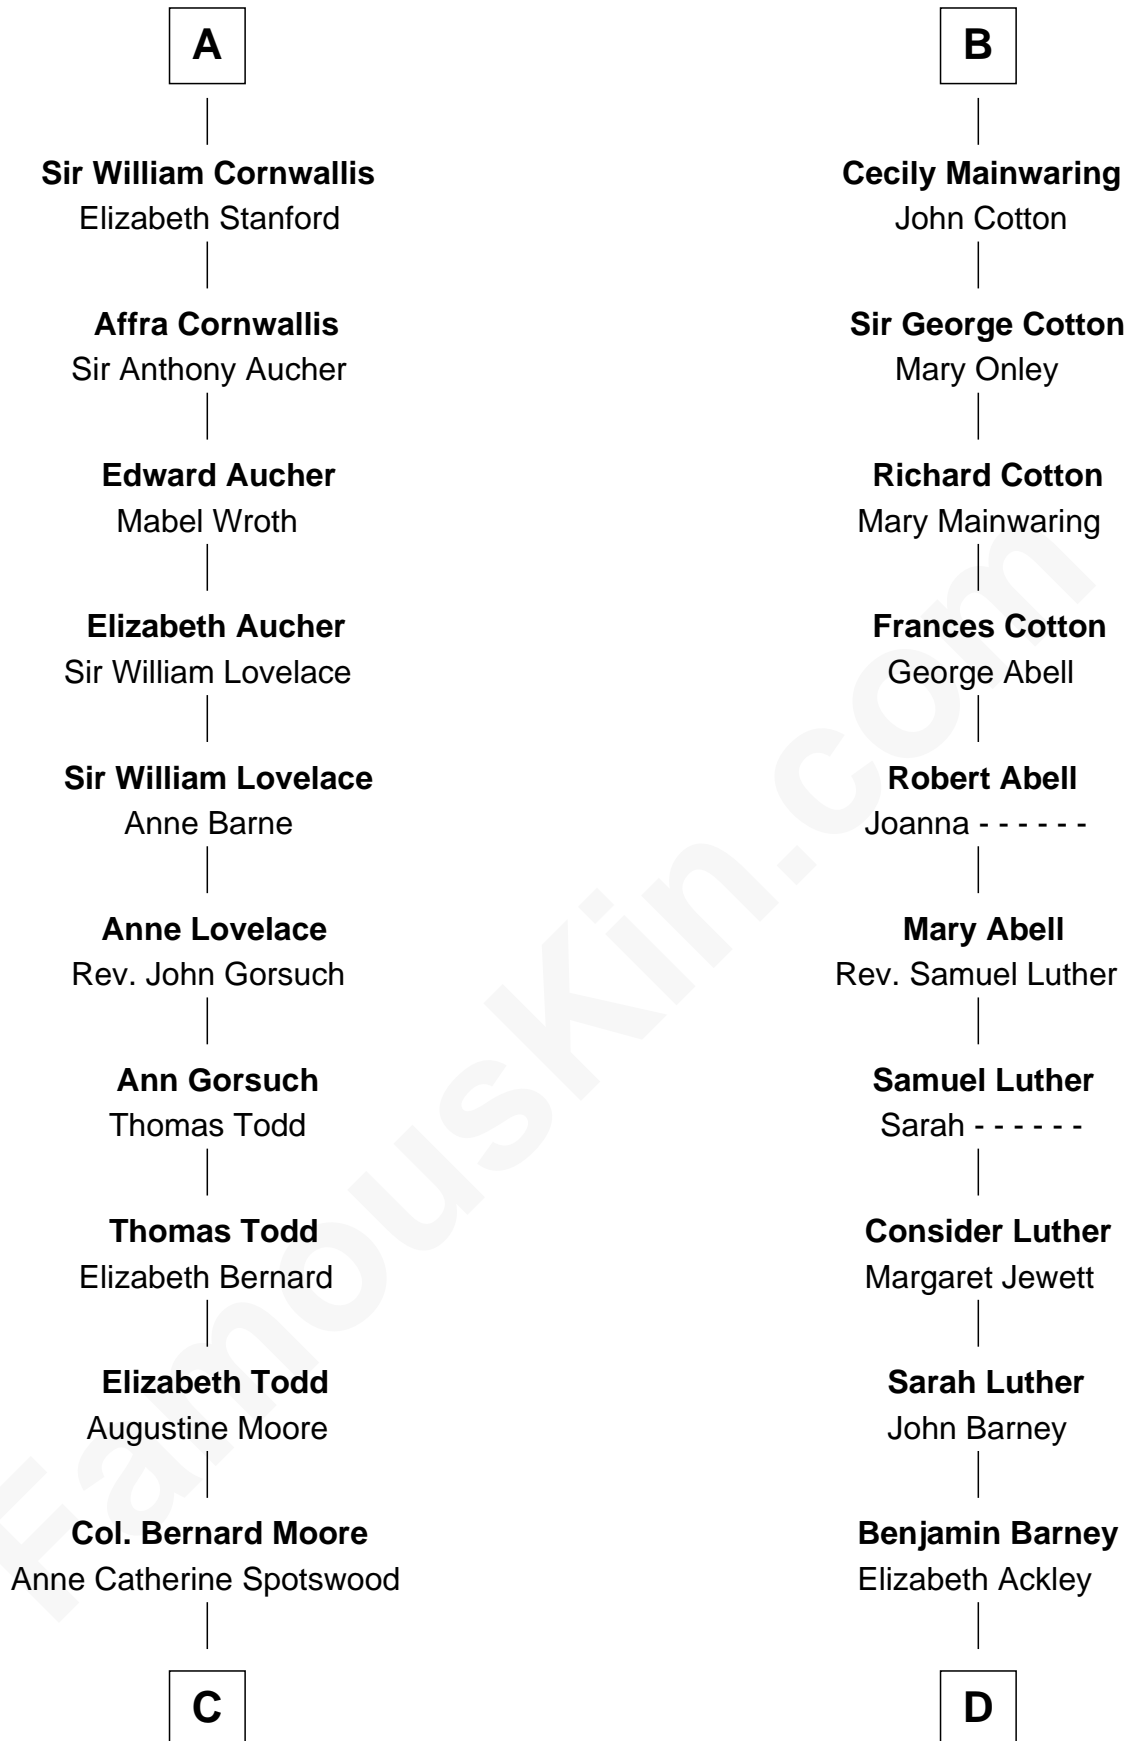 A
Sir William Cornwallis
Elizabeth Stanford
Affra Cornwallis
Sir Anthony Aucher
Edward Aucher
Mabel Wroth
Elizabeth Aucher
Sir William Lovelace
Sir William Lovelace
Anne Barne
Anne Lovelace
Rev. John Gorsuch
Ann Gorsuch
Thomas Todd
Thomas Todd
Elizabeth Bernard
Elizabeth Todd
Augustine Moore
Col. Bernard Moore
Anne Catherine Spotswood
C
B
Cecily Mainwaring
John Cotton
Sir George Cotton
Mary Onley
Richard Cotton
Mary Mainwaring
Frances Cotton
George Abell
Robert Abell
Joanna - - - - - -
Mary Abell
Rev. Samuel Luther
Samuel Luther
Sarah - - - - - -
Consider Luther
Margaret Jewett
Sarah Luther
John Barney
Benjamin Barney
Elizabeth Ackley
D
FamousKin.com